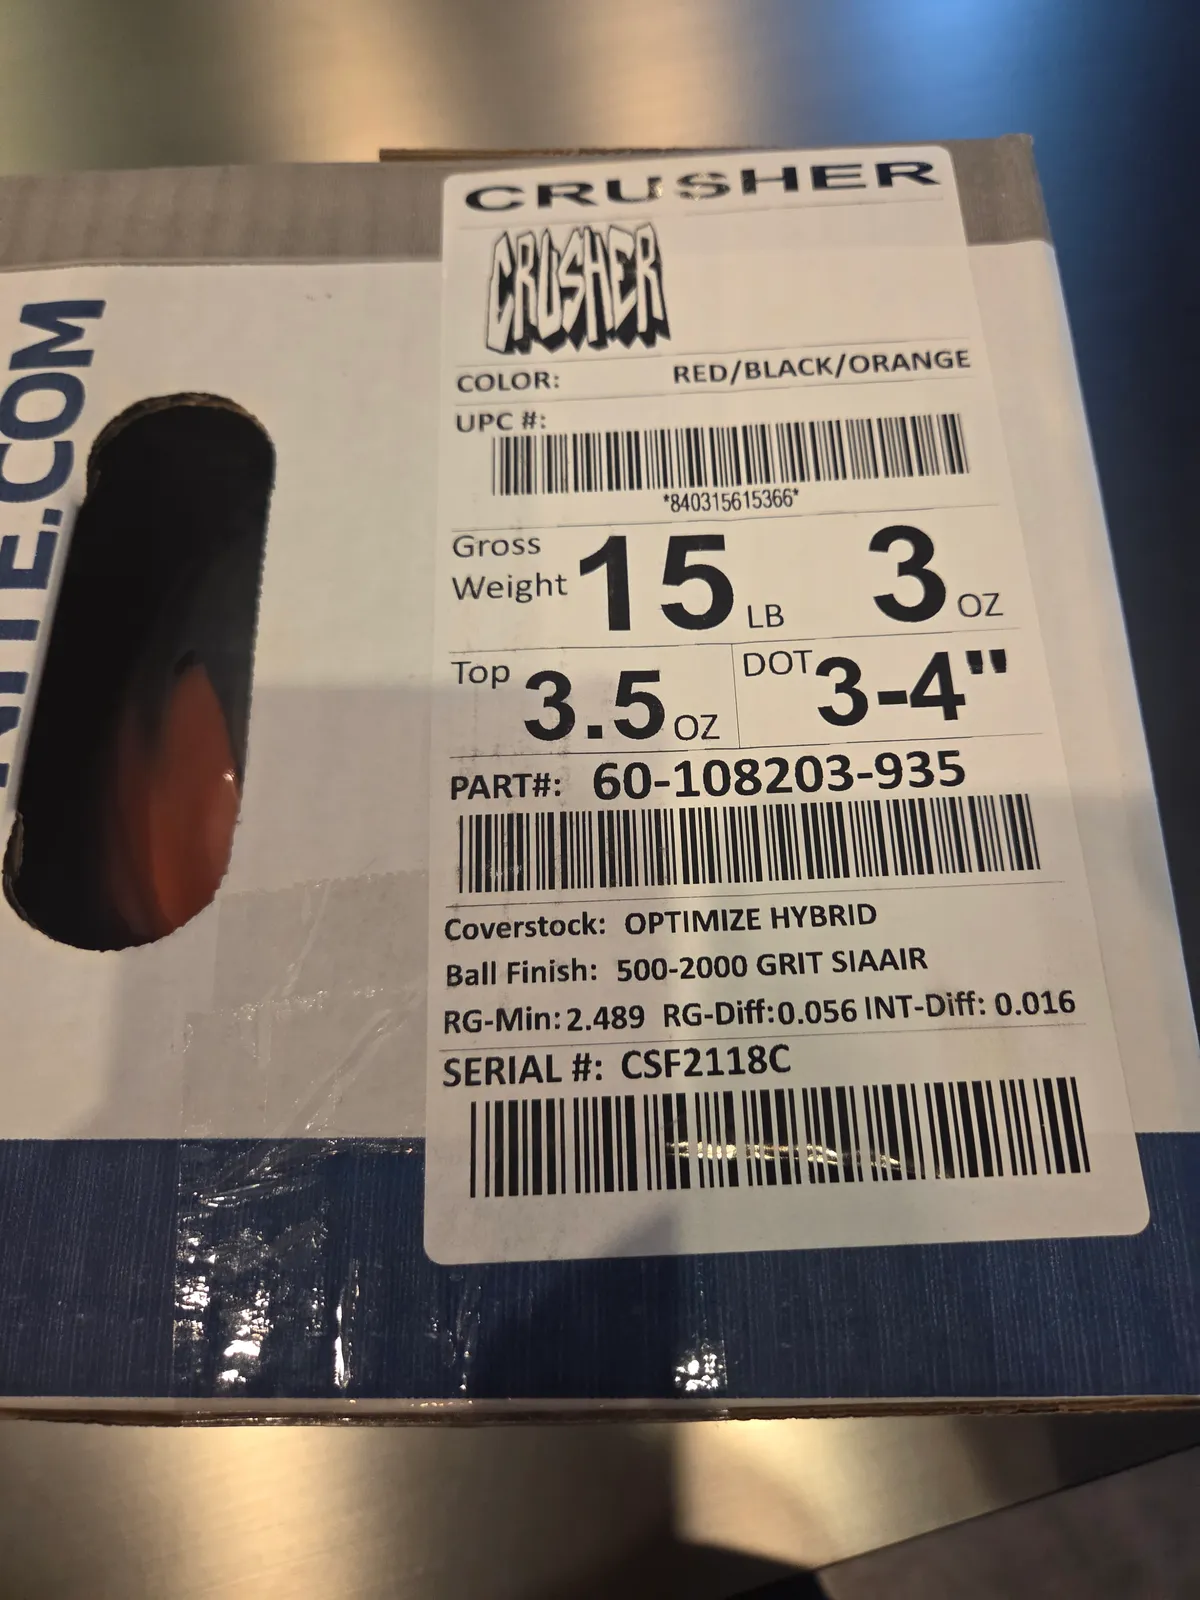 CRUSHER
CRUSHER
COLOR: RED/BLACK/ORANGE
UPC #:
*840315615366*
Gross Weight 15 LB 3 OZ
Top 3.5 OZ DOT 3-4"
PART#: 60-108203-935
Coverstock: OPTIMIZE HYBRID
Ball Finish: 500-2000 GRIT SIAAIR
RG-Min: 2.489 RG-Diff: 0.056 INT-Diff: 0.016
SERIAL #: CSF2118C
.COM